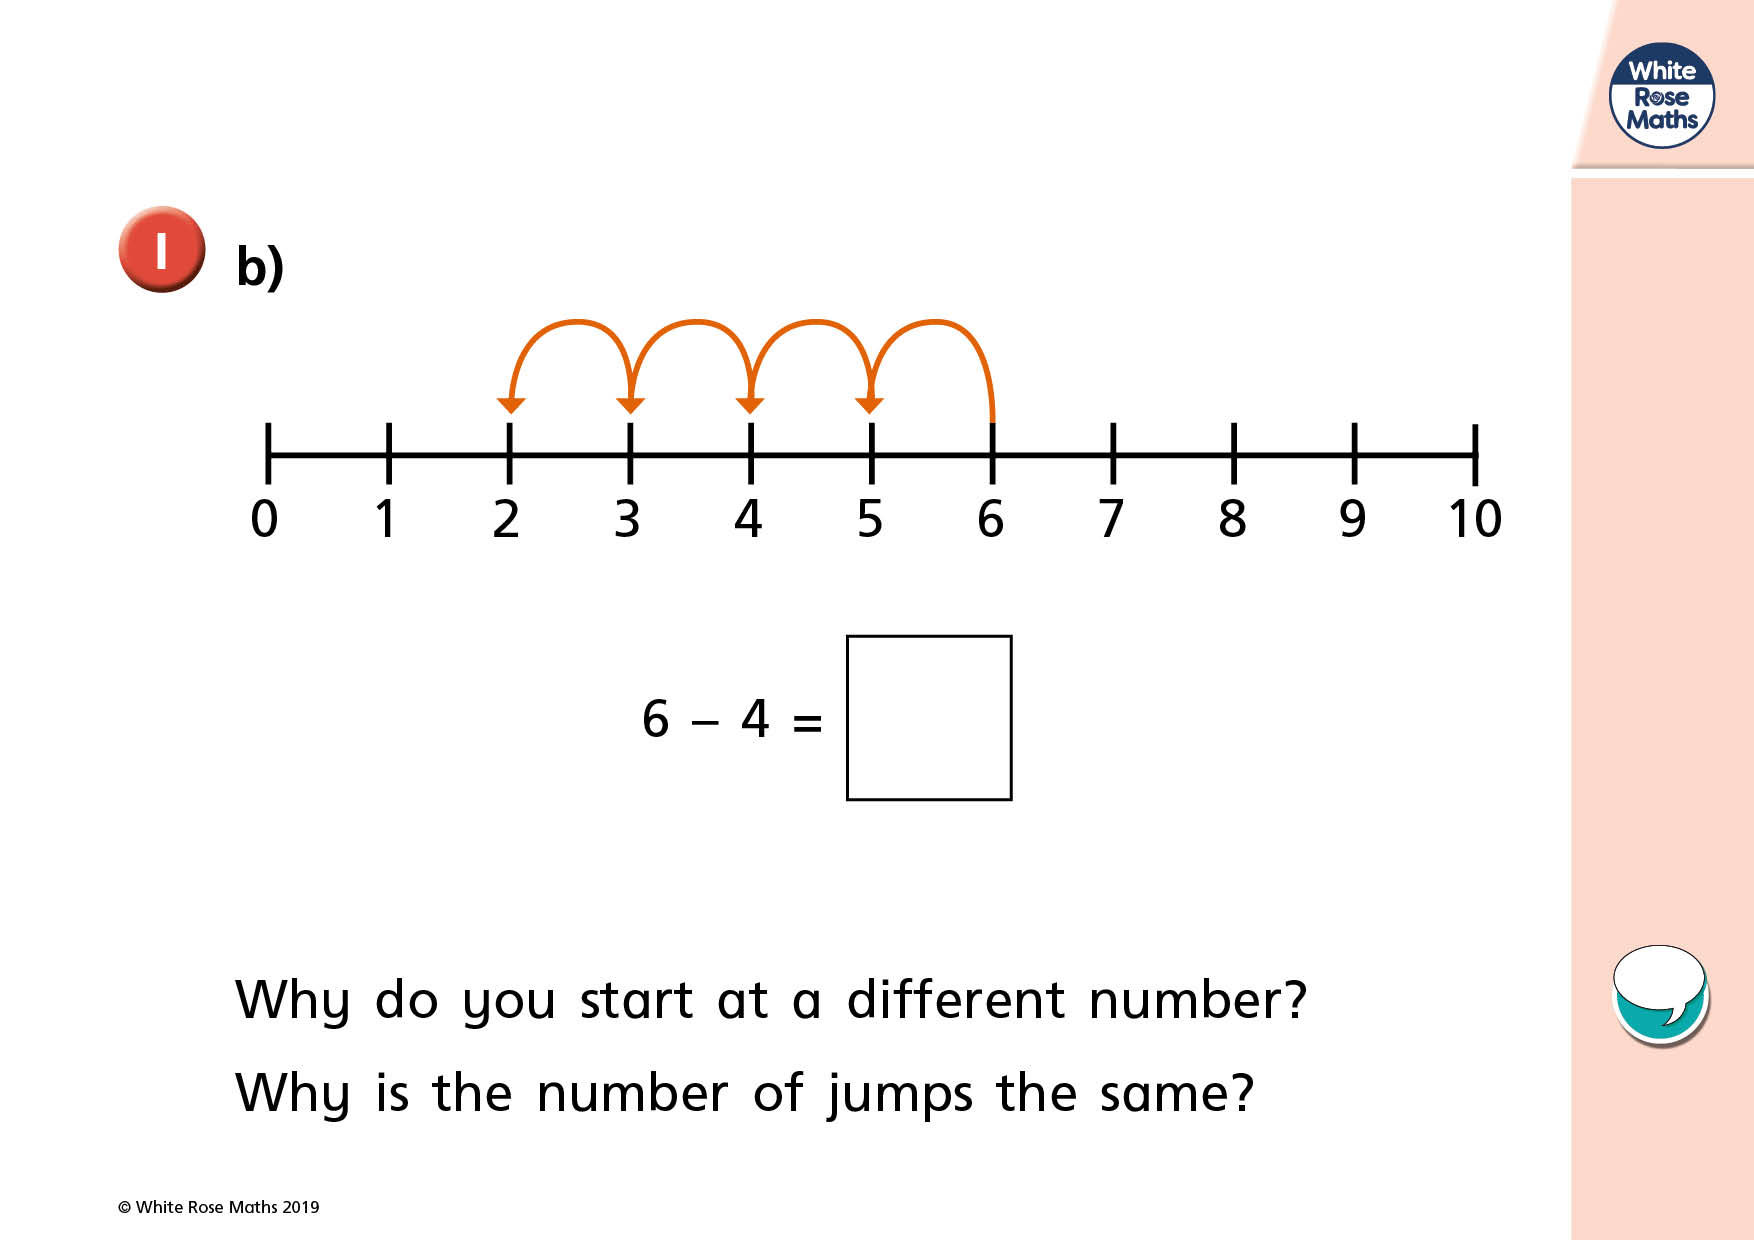 White
Rose
Maths
1
b)
0 1 2 3 4 5 6 7 8 9 10
6 – 4 =
Why do you start at a different number?
Why is the number of jumps the same?
© White Rose Maths 2019